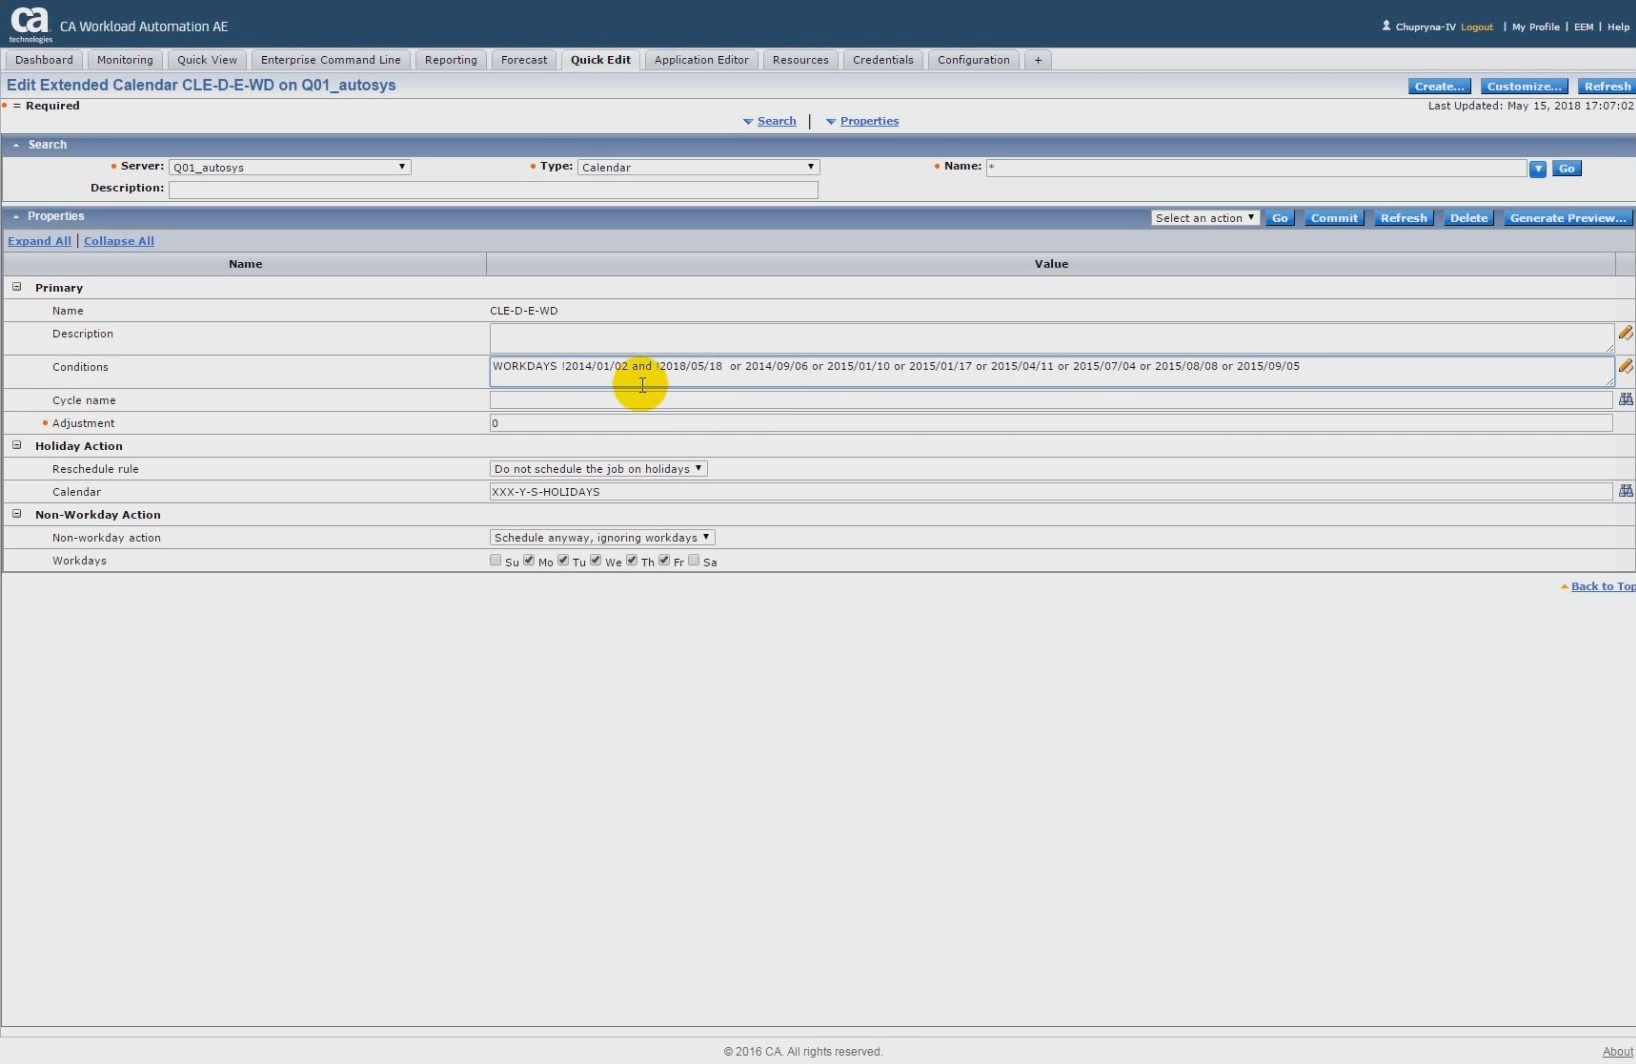 ca
technologies
CA Workload Automation AE
Chupryna-IV Logout | My Profile | EEM | Help
Dashboard Monitoring Quick View Enterprise Command Line Reporting Forecast Quick Edit Application Editor Resources Credentials Configuration +
Edit Extended Calendar CLE-D-E-WD on Q01_autosys
Create... Customize... Refresh
= Required
Last Updated: May 15, 2018 17:07:02
Search | Properties
Search
Server: Q01_autosys Type: Calendar Name: * Go
Description:
Properties
Select an action Go Commit Refresh Delete Generate Preview...
Expand All | Collapse All
Name Value
Primary
Name CLE-D-E-WD
Description
Conditions WORKDAYS !2014/01/02 and !2018/05/18 or 2014/09/06 or 2015/01/10 or 2015/01/17 or 2015/04/11 or 2015/07/04 or 2015/08/08 or 2015/09/05
Cycle name
Adjustment 0
Holiday Action
Reschedule rule Do not schedule the job on holidays
Calendar XXX-Y-S-HOLIDAYS
Non-Workday Action
Non-workday action Schedule anyway, ignoring workdays
Workdays Su Mo Tu We Th Fr Sa
Back to Top
© 2016 CA. All rights reserved.
About